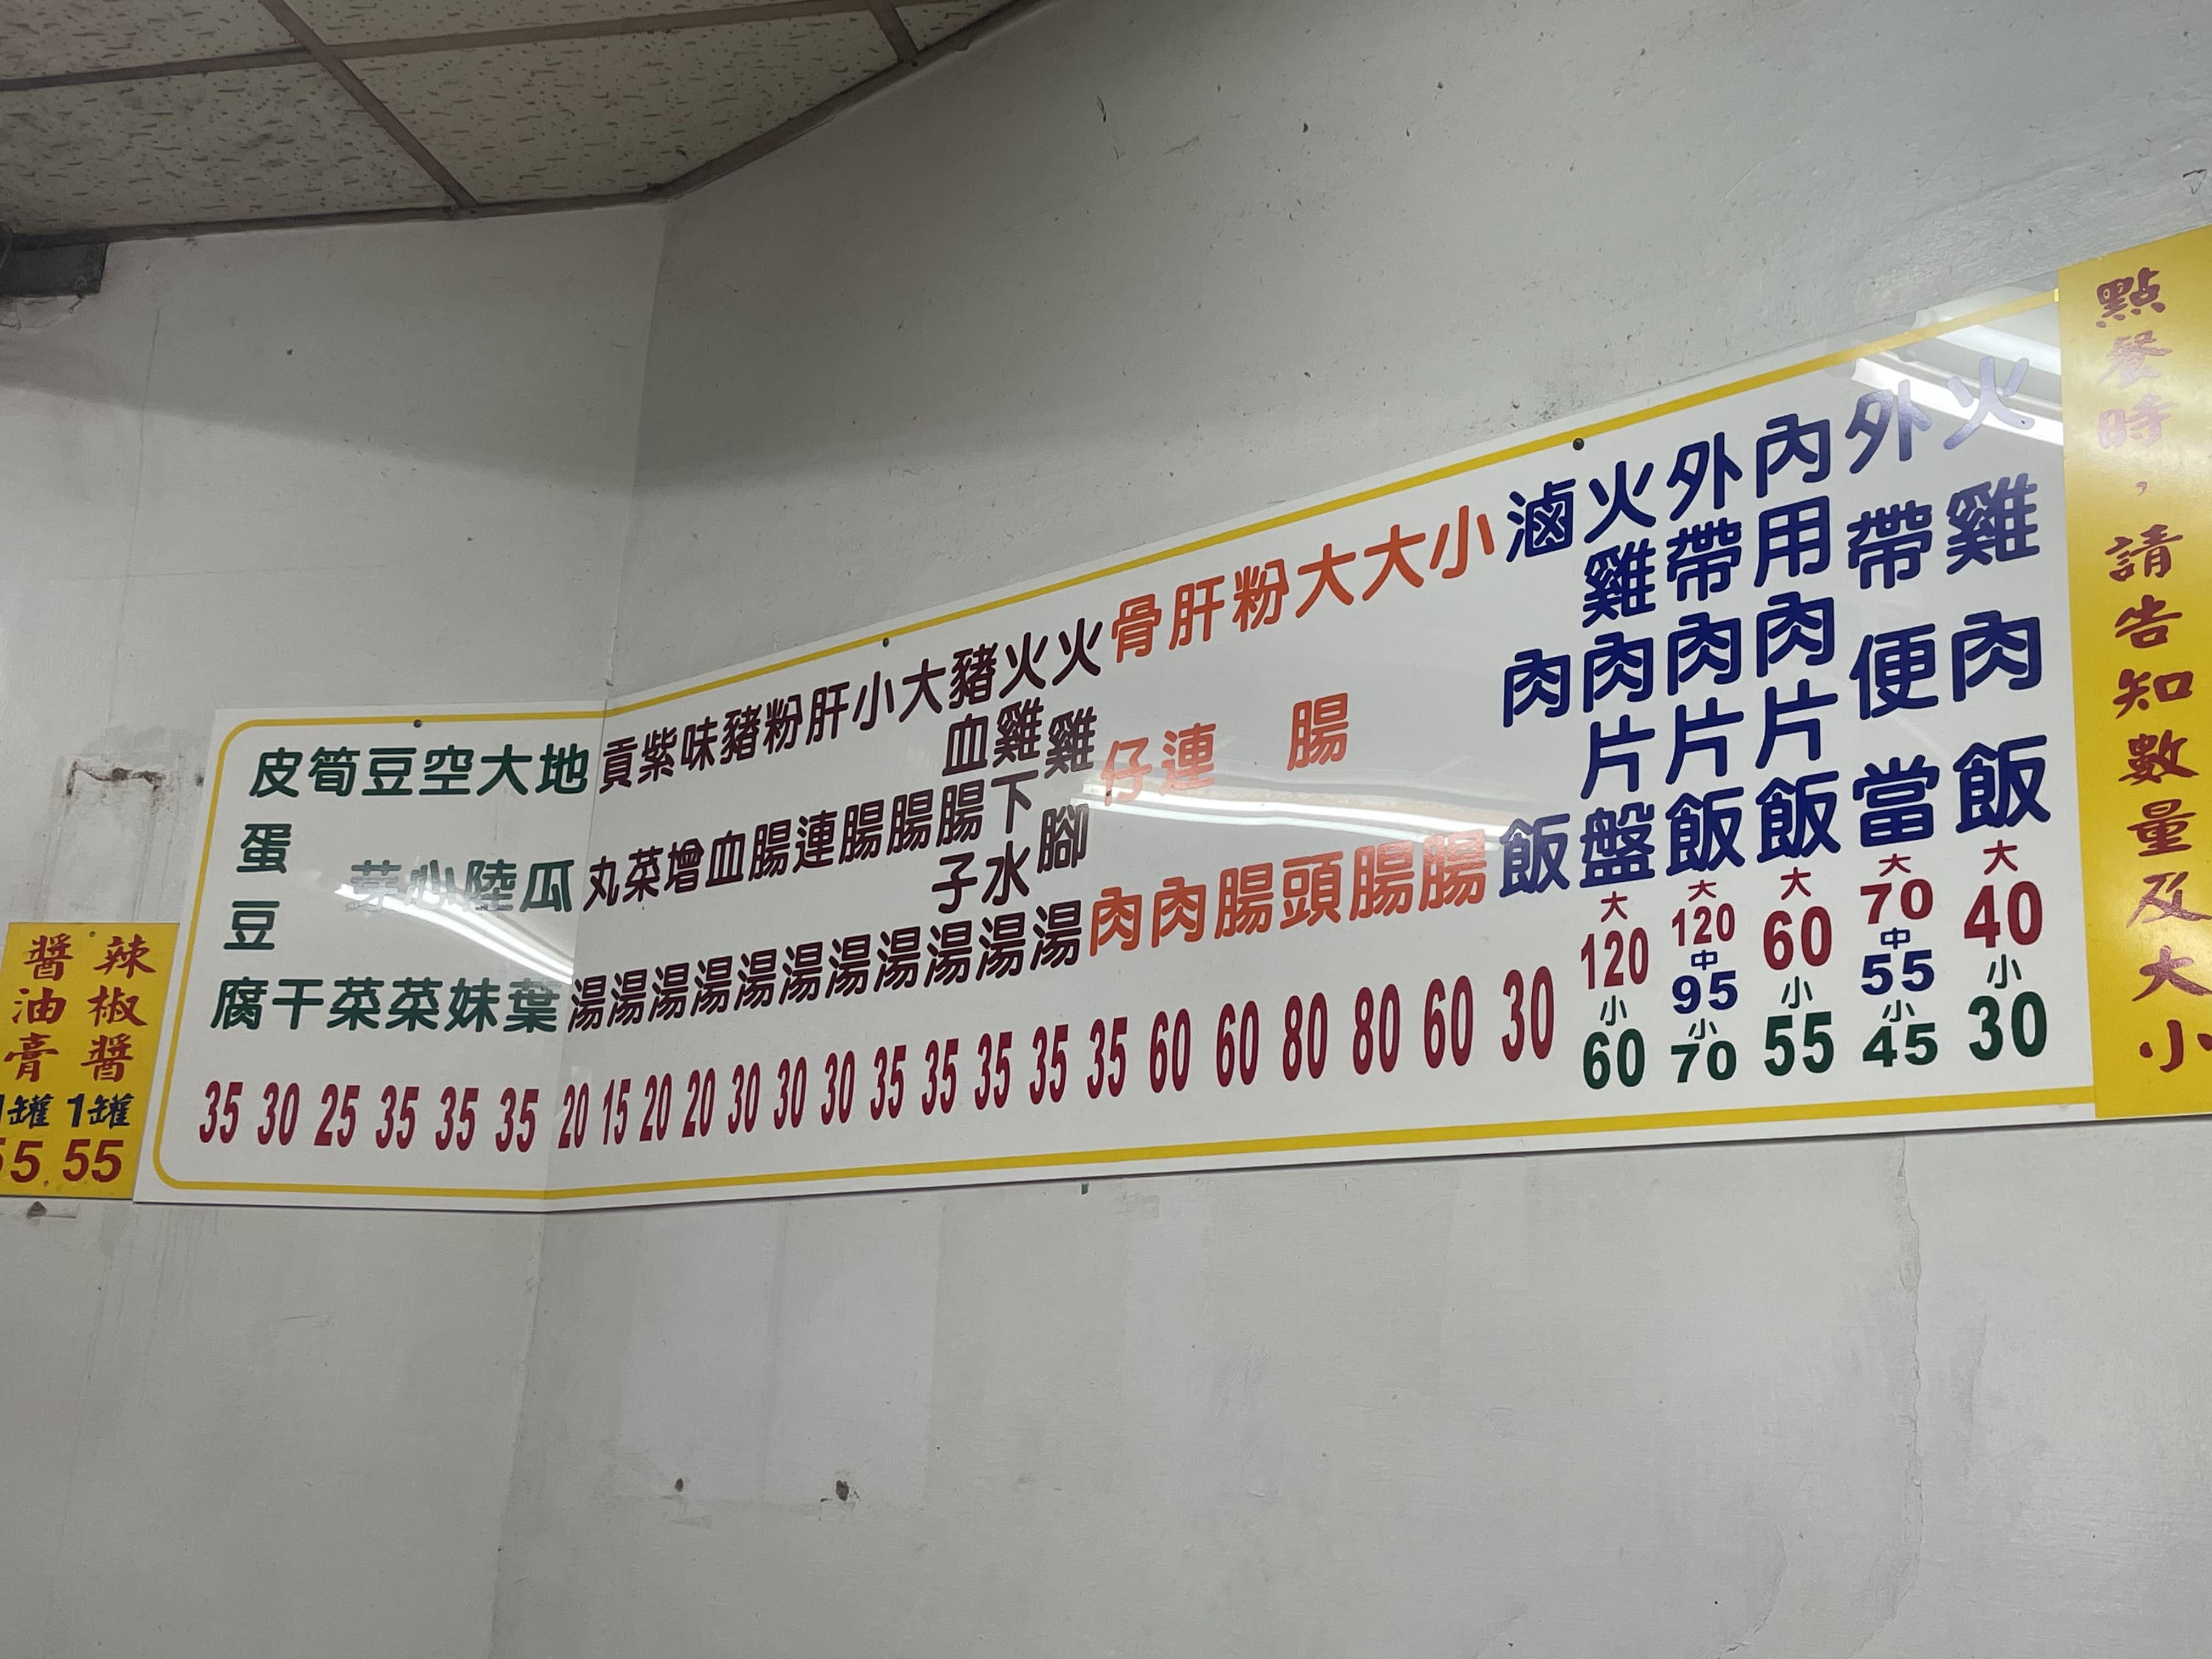 點餐時，請告知數量及大小
火雞肉飯 大40 小30
外帶便當 大70 中55 小45
內用肉片飯 大60 小55
外帶肉片飯 大120 中95 小70
火雞肉片盤 大120 小60
滷肉飯 30
小腸 60
大腸 80
大腸頭 80
粉腸 60
肝連肉 60
骨仔肉 35
火雞腳湯 35
火雞下水湯 35
豬血腸子湯 35
大腸湯 35
小腸湯 30
肝連湯 30
粉腸湯 30
豬血湯 20
味增湯 20
紫菜湯 15
貢丸湯 20
地瓜葉 35
大陸妹 35
空心菜 35
豆芽菜 25
筍干 30
皮蛋豆腐 35
辣椒醬 1罐 55
醬油膏 1罐 55